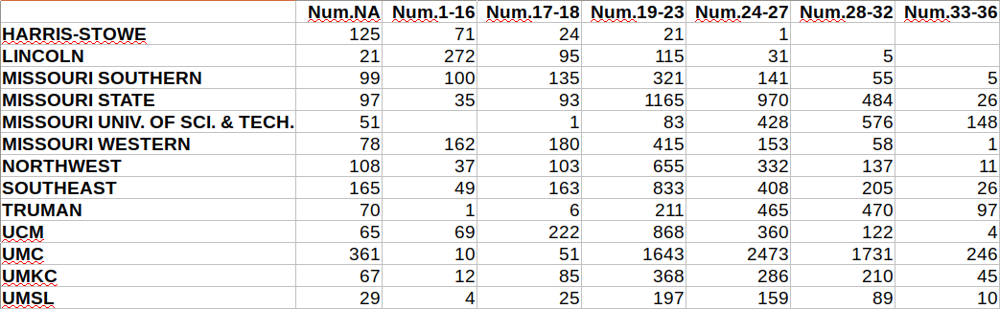 Num.NA Num.1-16 Num.17-18 Num.19-23 Num.24-27 Num.28-32 Num.33-36
HARRIS-STOWE 125 71 24 21 1
LINCOLN 21 272 95 115 31 5
MISSOURI SOUTHERN 99 100 135 321 141 55 5
MISSOURI STATE 97 35 93 1165 970 484 26
MISSOURI UNIV. OF SCI. & TECH. 51 1 83 428 576 148
MISSOURI WESTERN 78 162 180 415 153 58 1
NORTHWEST 108 37 103 655 332 137 11
SOUTHEAST 165 49 163 833 408 205 26
TRUMAN 70 1 6 211 465 470 97
UCM 65 69 222 868 360 122 4
UMC 361 10 51 1643 2473 1731 246
UMKC 67 12 85 368 286 210 45
UMSL 29 4 25 197 159 89 10